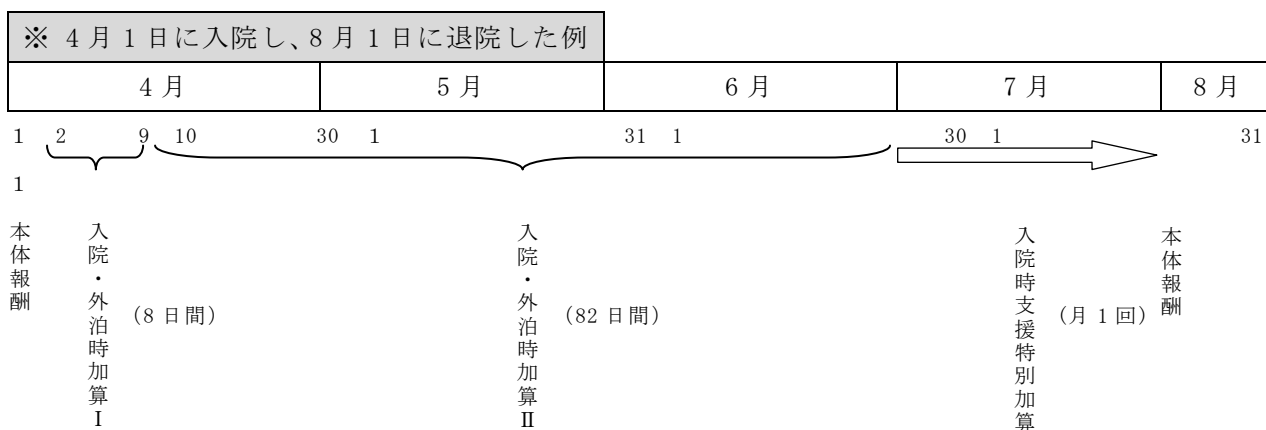 ※ 4月1日に入院し、8月1日に退院した例
4月 5月 6月 7月 8月
1 2 9 10 30 1 31 1 30 1 31
1
本体報酬
入院・外泊時加算Ⅰ
(8日間)
入院・外泊時加算Ⅱ
(82日間)
入院時支援特別加算
(月1回)
本体報酬